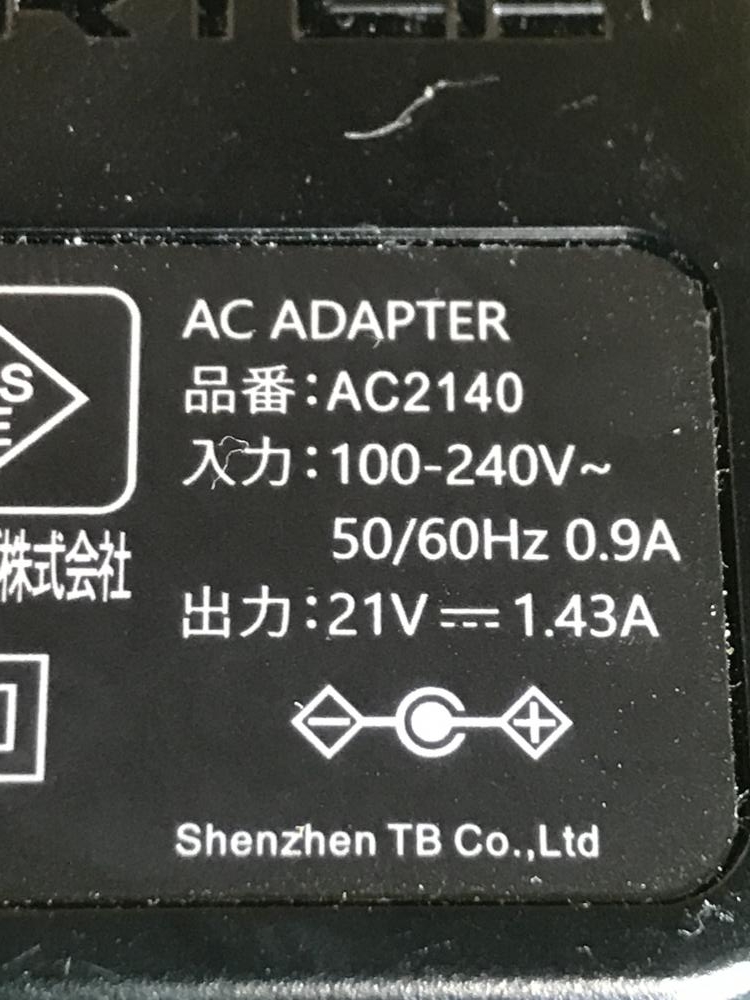 S
E
株式会社
AC ADAPTER
品番：AC2140
入力：100-240V~
50/60Hz 0.9A
出力：21V⎓1.43A
Shenzhen TB Co.,Ltd